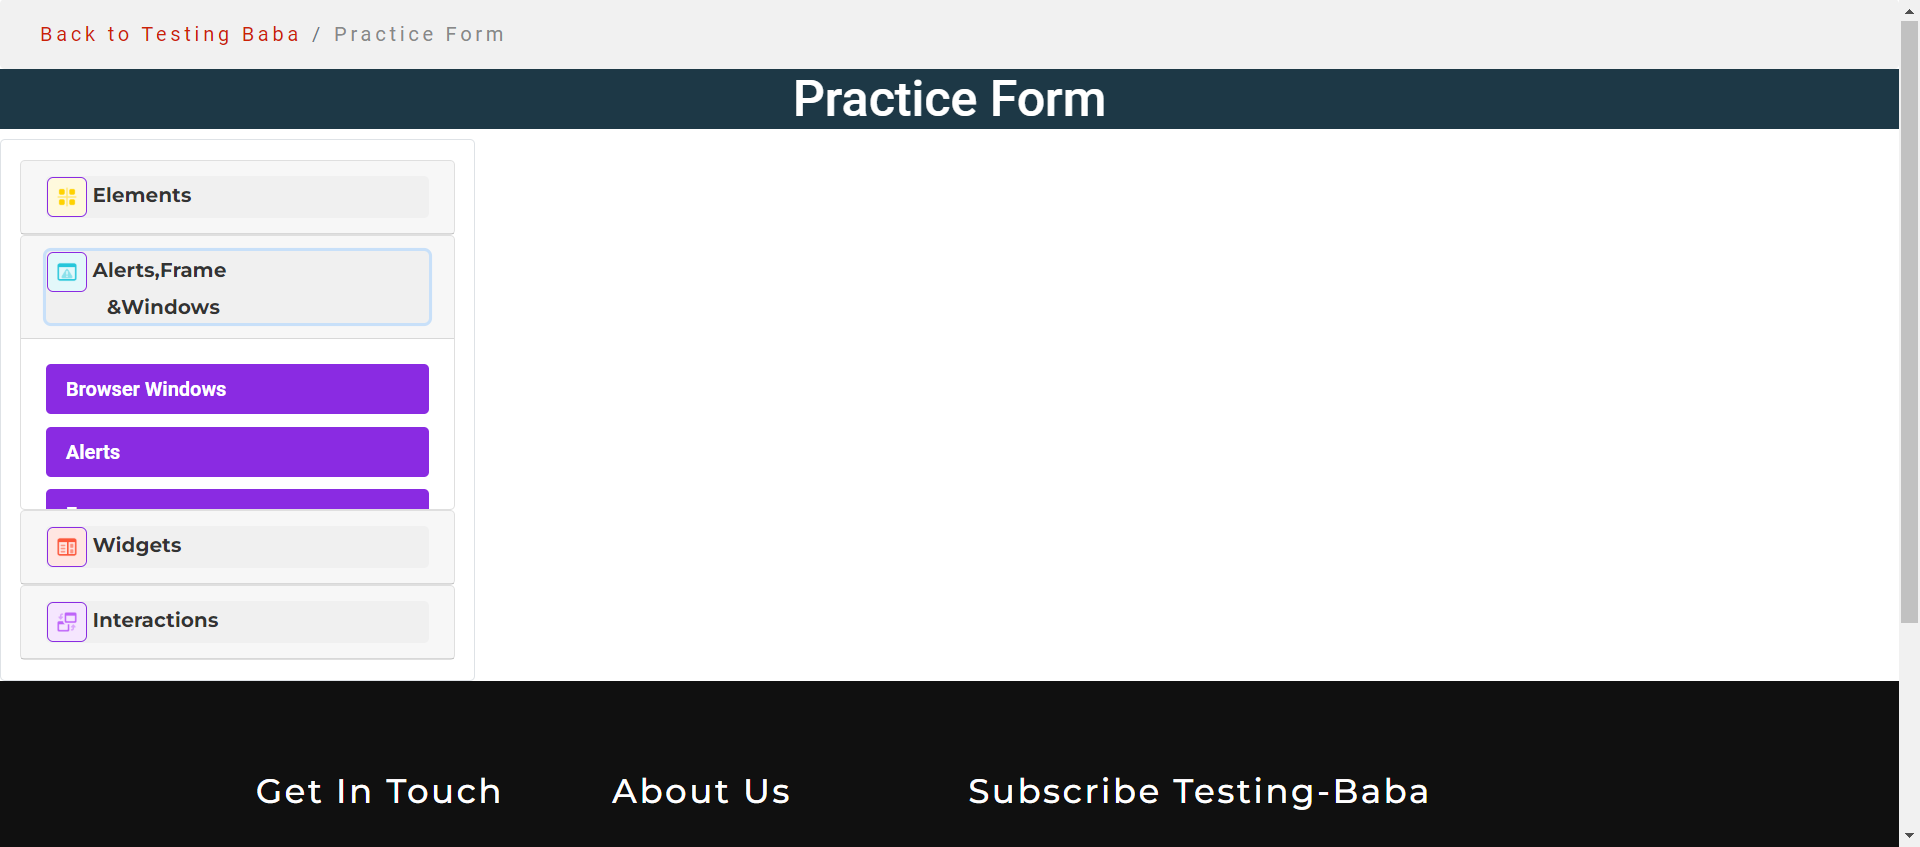 Back to Testing Baba / Practice Form
Practice Form
Elements
Alerts,Frame
&Windows
Browser Windows
Alerts
Widgets
Interactions
Get In Touch
About Us
Subscribe Testing-Baba